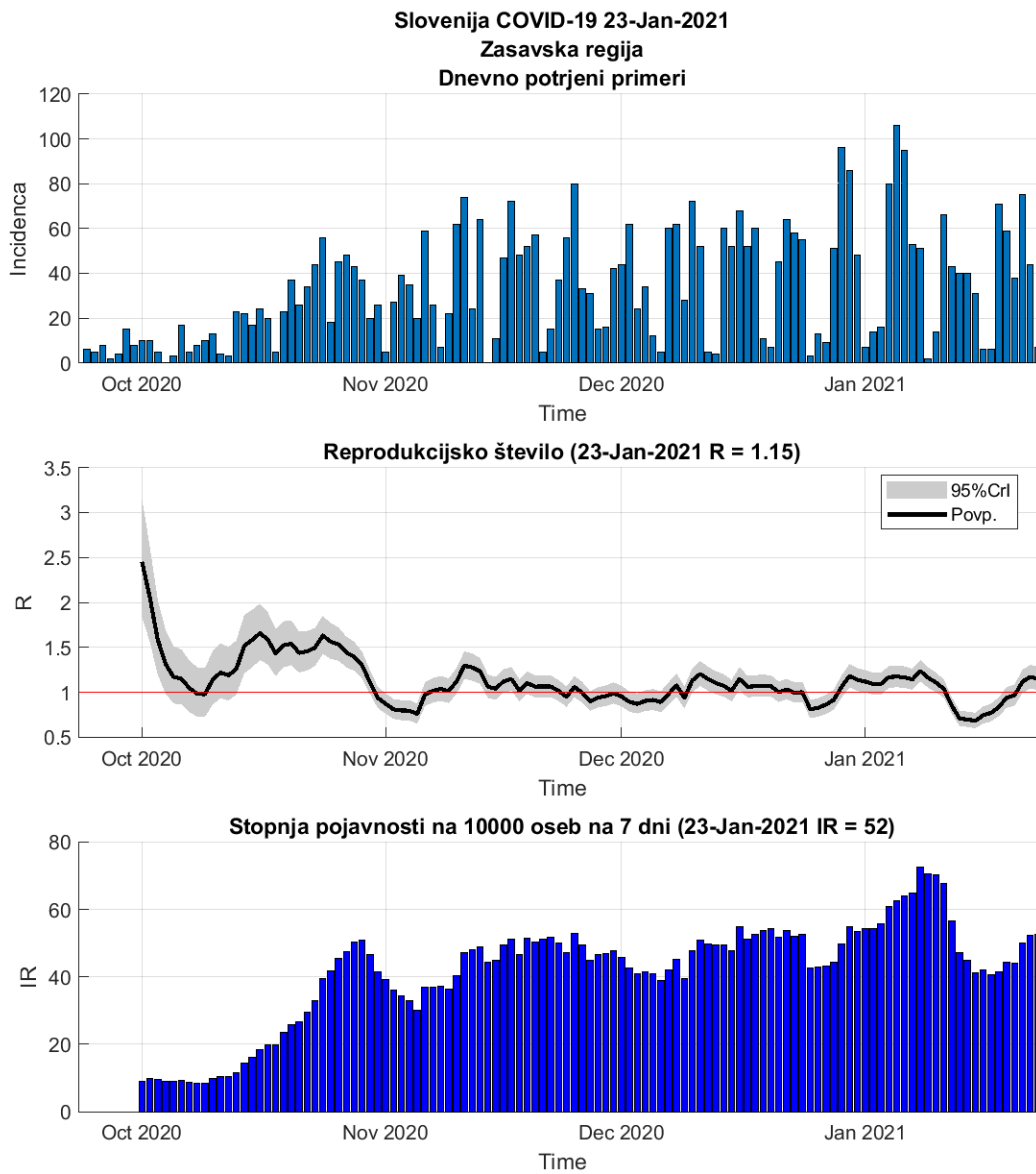 Slovenija COVID-19 23-Jan-2021
Zasavska regija
Dnevno potrjeni primeri
120
100
80
60
40
20
0
Incidenca
Oct 2020 Nov 2020 Dec 2020 Jan 2021
Time
Reprodukcijsko število (23-Jan-2021 R = 1.15)
3.5
3
2.5
2
1.5
1
0.5
R
95%CrI
Povp.
Oct 2020 Nov 2020 Dec 2020 Jan 2021
Time
Stopnja pojavnosti na 10000 oseb na 7 dni (23-Jan-2021 IR = 52)
80
60
40
20
0
IR
Oct 2020 Nov 2020 Dec 2020 Jan 2021
Time